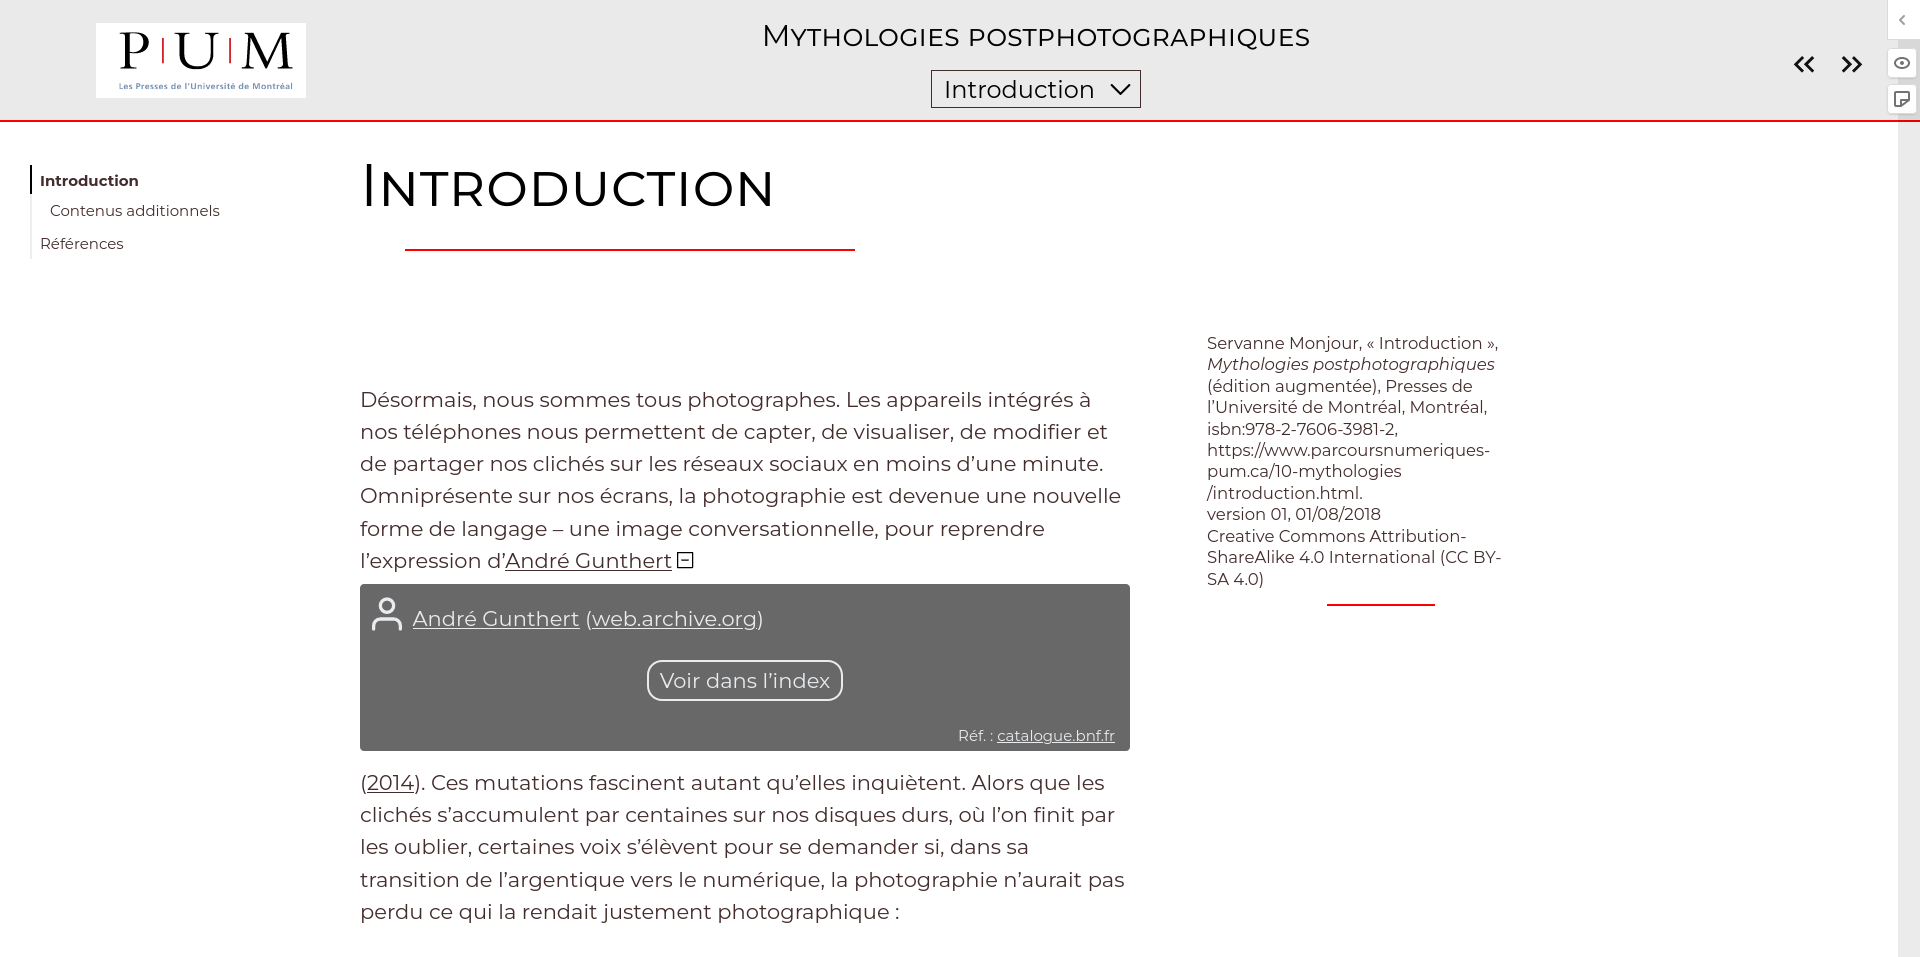 P|U|M
Les Presses de l'Université de Montréal
Mythologies postphotographiques
Introduction
Introduction
Contenus additionnels
Références
Introduction
Servanne Monjour, « Introduction »,
Mythologies postphotographiques
(édition augmentée), Presses de
l’Université de Montréal, Montréal,
isbn:978-2-7606-3981-2,
https://www.parcoursnumeriques-
pum.ca/10-mythologies
/introduction.html.
version 01, 01/08/2018
Creative Commons Attribution-
ShareAlike 4.0 International (CC BY-
SA 4.0)
Désormais, nous sommes tous photographes. Les appareils intégrés à
nos téléphones nous permettent de capter, de visualiser, de modifier et
de partager nos clichés sur les réseaux sociaux en moins d’une minute.
Omniprésente sur nos écrans, la photographie est devenue une nouvelle
forme de langage – une image conversationnelle, pour reprendre
l’expression d’André Gunthert
André Gunthert (web.archive.org)
Voir dans l’index
Réf. : catalogue.bnf.fr
(2014). Ces mutations fascinent autant qu’elles inquiètent. Alors que les
clichés s’accumulent par centaines sur nos disques durs, où l’on finit par
les oublier, certaines voix s’élèvent pour se demander si, dans sa
transition de l’argentique vers le numérique, la photographie n’aurait pas
perdu ce qui la rendait justement photographique :